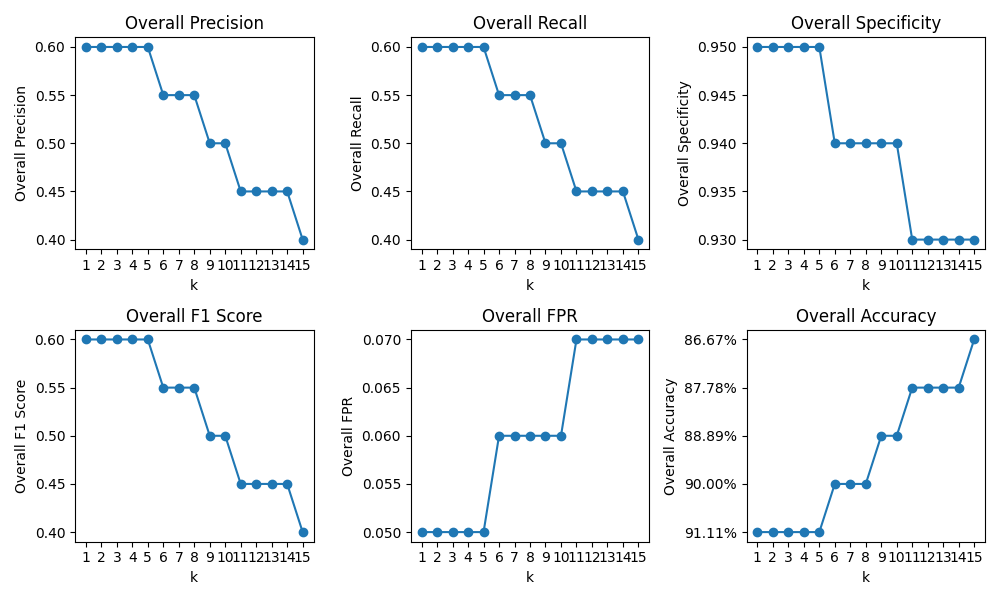 Overall Precision
Overall Recall
Overall Specificity
0.60
0.55
0.50
0.45
0.40
Overall Precision
1 2 3 4 5 6 7 8 9 10 11 12 13 14 15
k
0.60
0.55
0.50
0.45
0.40
Overall Recall
1 2 3 4 5 6 7 8 9 10 11 12 13 14 15
k
0.950
0.945
0.940
0.935
0.930
Overall Specificity
1 2 3 4 5 6 7 8 9 10 11 12 13 14 15
k
Overall F1 Score
Overall FPR
Overall Accuracy
0.60
0.55
0.50
0.45
0.40
Overall F1 Score
1 2 3 4 5 6 7 8 9 10 11 12 13 14 15
k
0.070
0.065
0.060
0.055
0.050
Overall FPR
1 2 3 4 5 6 7 8 9 10 11 12 13 14 15
k
86.67%
87.78%
88.89%
90.00%
91.11%
Overall Accuracy
1 2 3 4 5 6 7 8 9 10 11 12 13 14 15
k